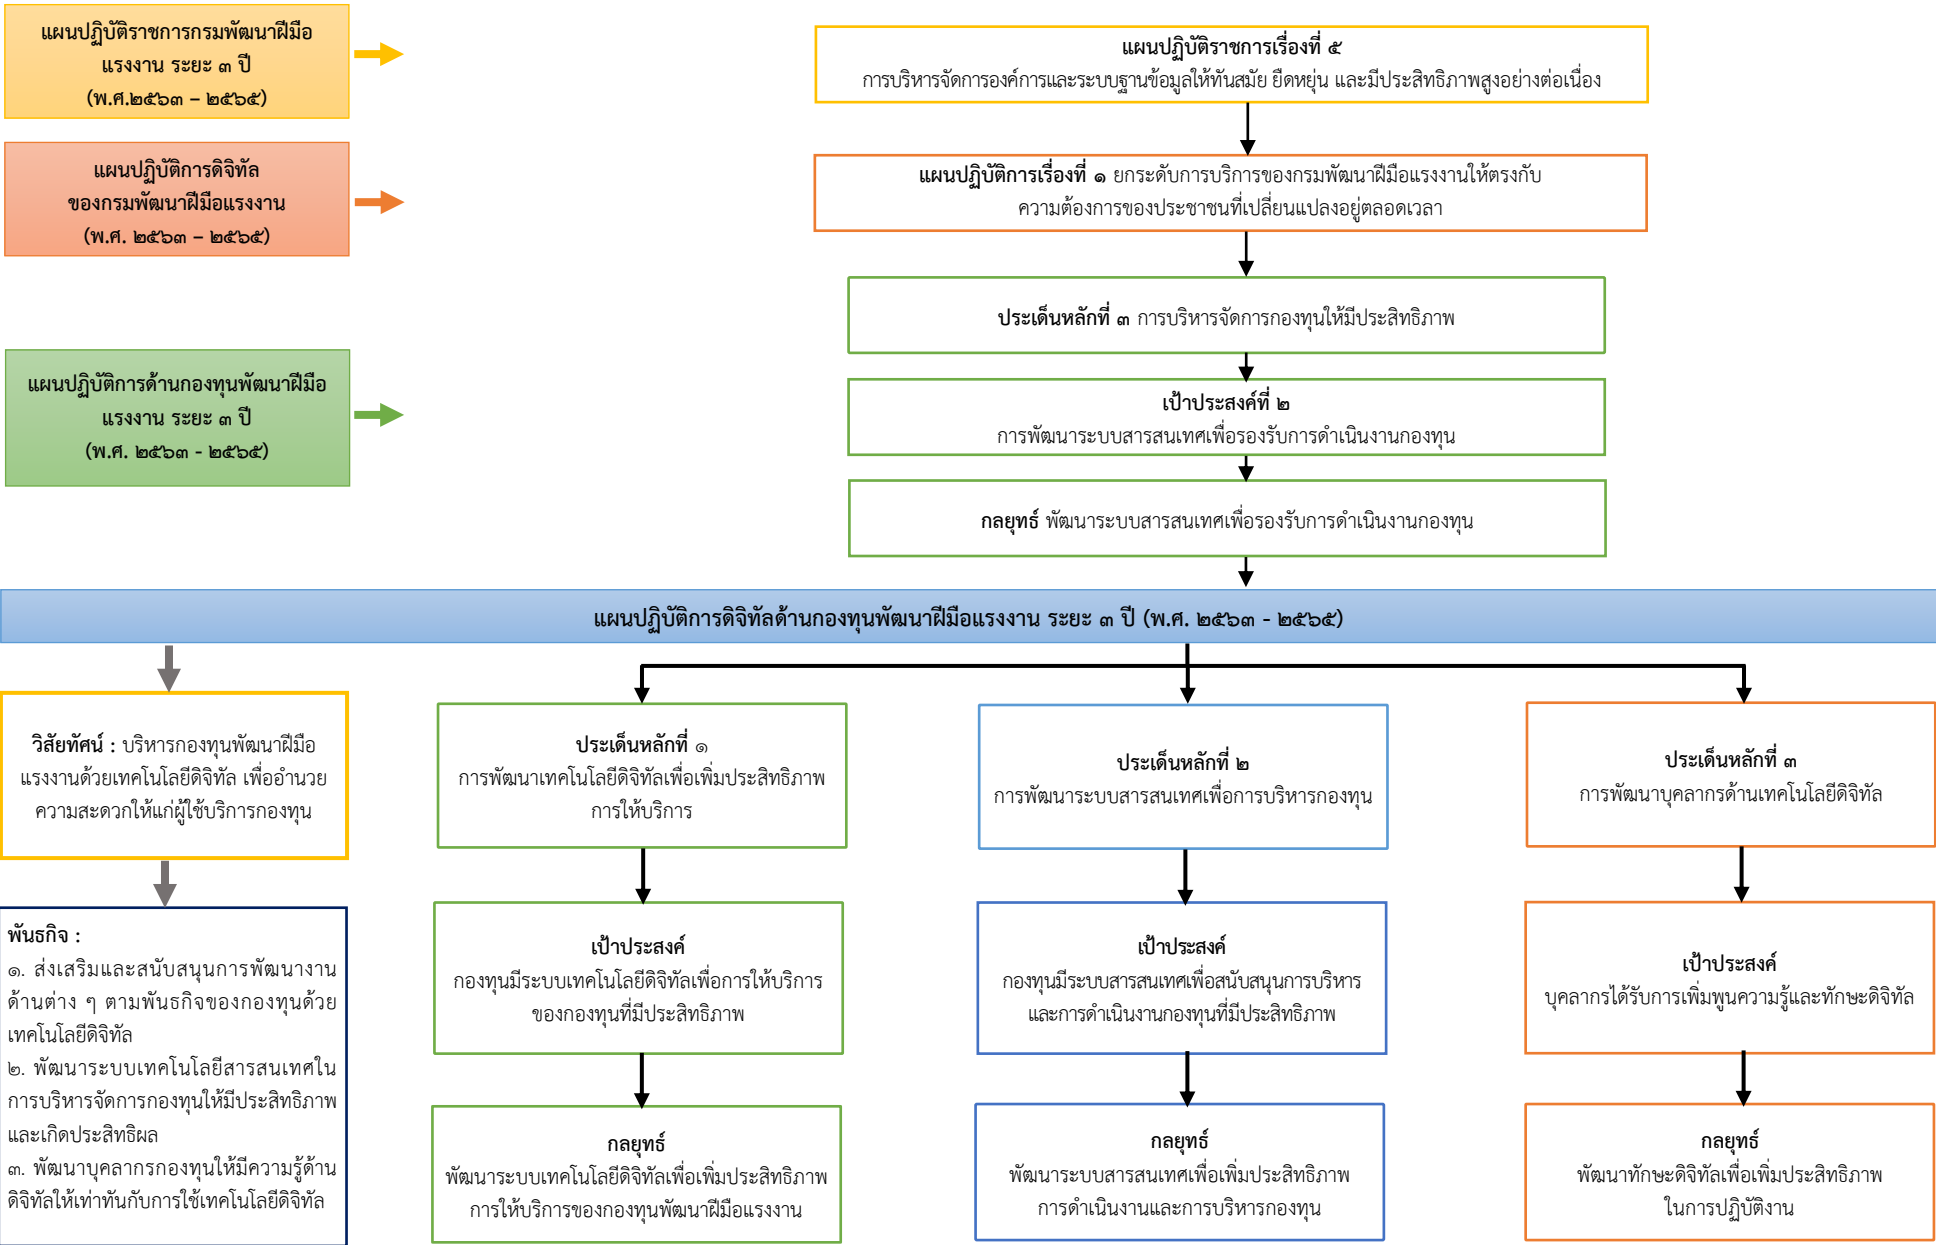 แผนปฏิบัติราชการกรมพัฒนาฝีมือ
แรงงาน ระยะ ๓ ปี
(พ.ศ.๒๕๖๓ – ๒๕๖๕)
แผนปฏิบัติราชการเรื่องที่ ๕
การบริหารจัดการองค์การและระบบฐานข้อมูลให้ทันสมัย ยืดหยุ่น และมีประสิทธิภาพสูงอย่างต่อเนื่อง
แผนปฏิบัติการดิจิทัล
ของกรมพัฒนาฝีมือแรงงาน
(พ.ศ. ๒๕๖๓ – ๒๕๖๕)
แผนปฏิบัติการเรื่องที่ ๑ ยกระดับการบริการของกรมพัฒนาฝีมือแรงงานให้ตรงกับ
ความต้องการของประชาชนที่เปลี่ยนแปลงอยู่ตลอดเวลา
แผนปฏิบัติการด้านกองทุนพัฒนาฝีมือ
แรงงาน ระยะ ๓ ปี
(พ.ศ. ๒๕๖๓ - ๒๕๖๕)
ประเด็นหลักที่ ๓ การบริหารจัดการกองทุนให้มีประสิทธิภาพ
เป้าประสงค์ที่ ๒
การพัฒนาระบบสารสนเทศเพื่อรองรับการดำเนินงานกองทุน
กลยุทธ์ พัฒนาระบบสารสนเทศเพื่อรองรับการดำเนินงานกองทุน
แผนปฏิบัติการดิจิทัลด้านกองทุนพัฒนาฝีมือแรงงาน ระยะ ๓ ปี (พ.ศ. ๒๕๖๓ - ๒๕๖๕)
วิสัยทัศน์ : บริหารกองทุนพัฒนาฝีมือ
แรงงานด้วยเทคโนโลยีดิจิทัล เพื่ออำนวย
ความสะดวกให้แก่ผู้ใช้บริการกองทุน
พันธกิจ :
๑. ส่งเสริมและสนับสนุนการพัฒนางาน
ด้านต่าง ๆ ตามพันธกิจของกองทุนด้วย
เทคโนโลยีดิจิทัล
๒. พัฒนาระบบเทคโนโลยีสารสนเทศใน
การบริหารจัดการกองทุนให้มีประสิทธิภาพ
และเกิดประสิทธิผล
๓. พัฒนาบุคลากรกองทุนให้มีความรู้ด้าน
ดิจิทัลให้เท่าทันกับการใช้เทคโนโลยีดิจิทัล
ประเด็นหลักที่ ๑
การพัฒนาเทคโนโลยีดิจิทัลเพื่อเพิ่มประสิทธิภาพ
การให้บริการ
เป้าประสงค์
กองทุนมีระบบเทคโนโลยีดิจิทัลเพื่อการให้บริการ
ของกองทุนที่มีประสิทธิภาพ
กลยุทธ์
พัฒนาระบบเทคโนโลยีดิจิทัลเพื่อเพิ่มประสิทธิภาพ
การให้บริการของกองทุนพัฒนาฝีมือแรงงาน
ประเด็นหลักที่ ๒
การพัฒนาระบบสารสนเทศเพื่อการบริหารกองทุน
เป้าประสงค์
กองทุนมีระบบสารสนเทศเพื่อสนับสนุนการบริหาร
และการดำเนินงานกองทุนที่มีประสิทธิภาพ
กลยุทธ์
พัฒนาระบบสารสนเทศเพื่อเพิ่มประสิทธิภาพ
การดำเนินงานและการบริหารกองทุน
ประเด็นหลักที่ ๓
การพัฒนาบุคลากรด้านเทคโนโลยีดิจิทัล
เป้าประสงค์
บุคลากรได้รับการเพิ่มพูนความรู้และทักษะดิจิทัล
กลยุทธ์
พัฒนาทักษะดิจิทัลเพื่อเพิ่มประสิทธิภาพ
ในการปฏิบัติงาน